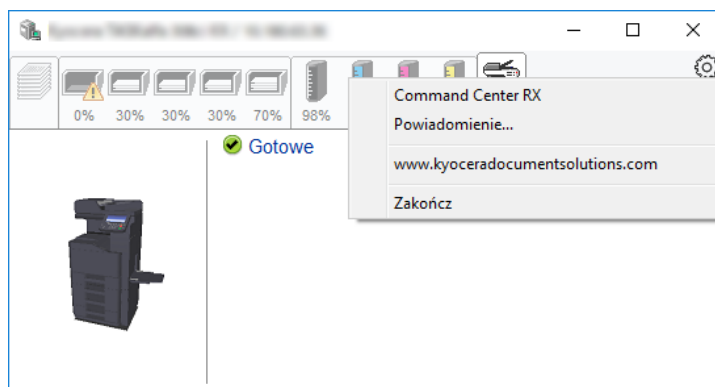 0% 30% 30% 30% 70% 98%
Command Center RX
Powiadomienie...
www.kyoceradocumentsolutions.com
Zakończ
Gotowe